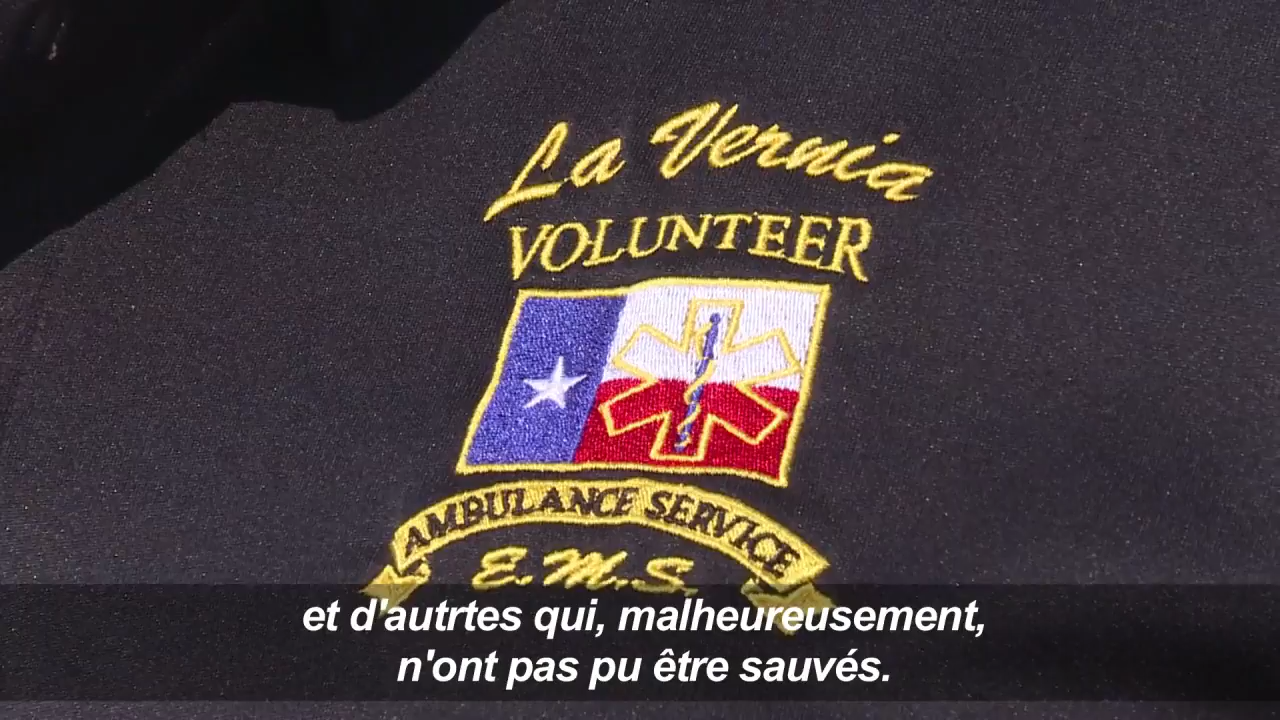 La Vernia
VOLUNTEER
AMBULANCE SERVICE
E.M.S.
et d'autrtes qui, malheureusement,
n'ont pas pu être sauvés.